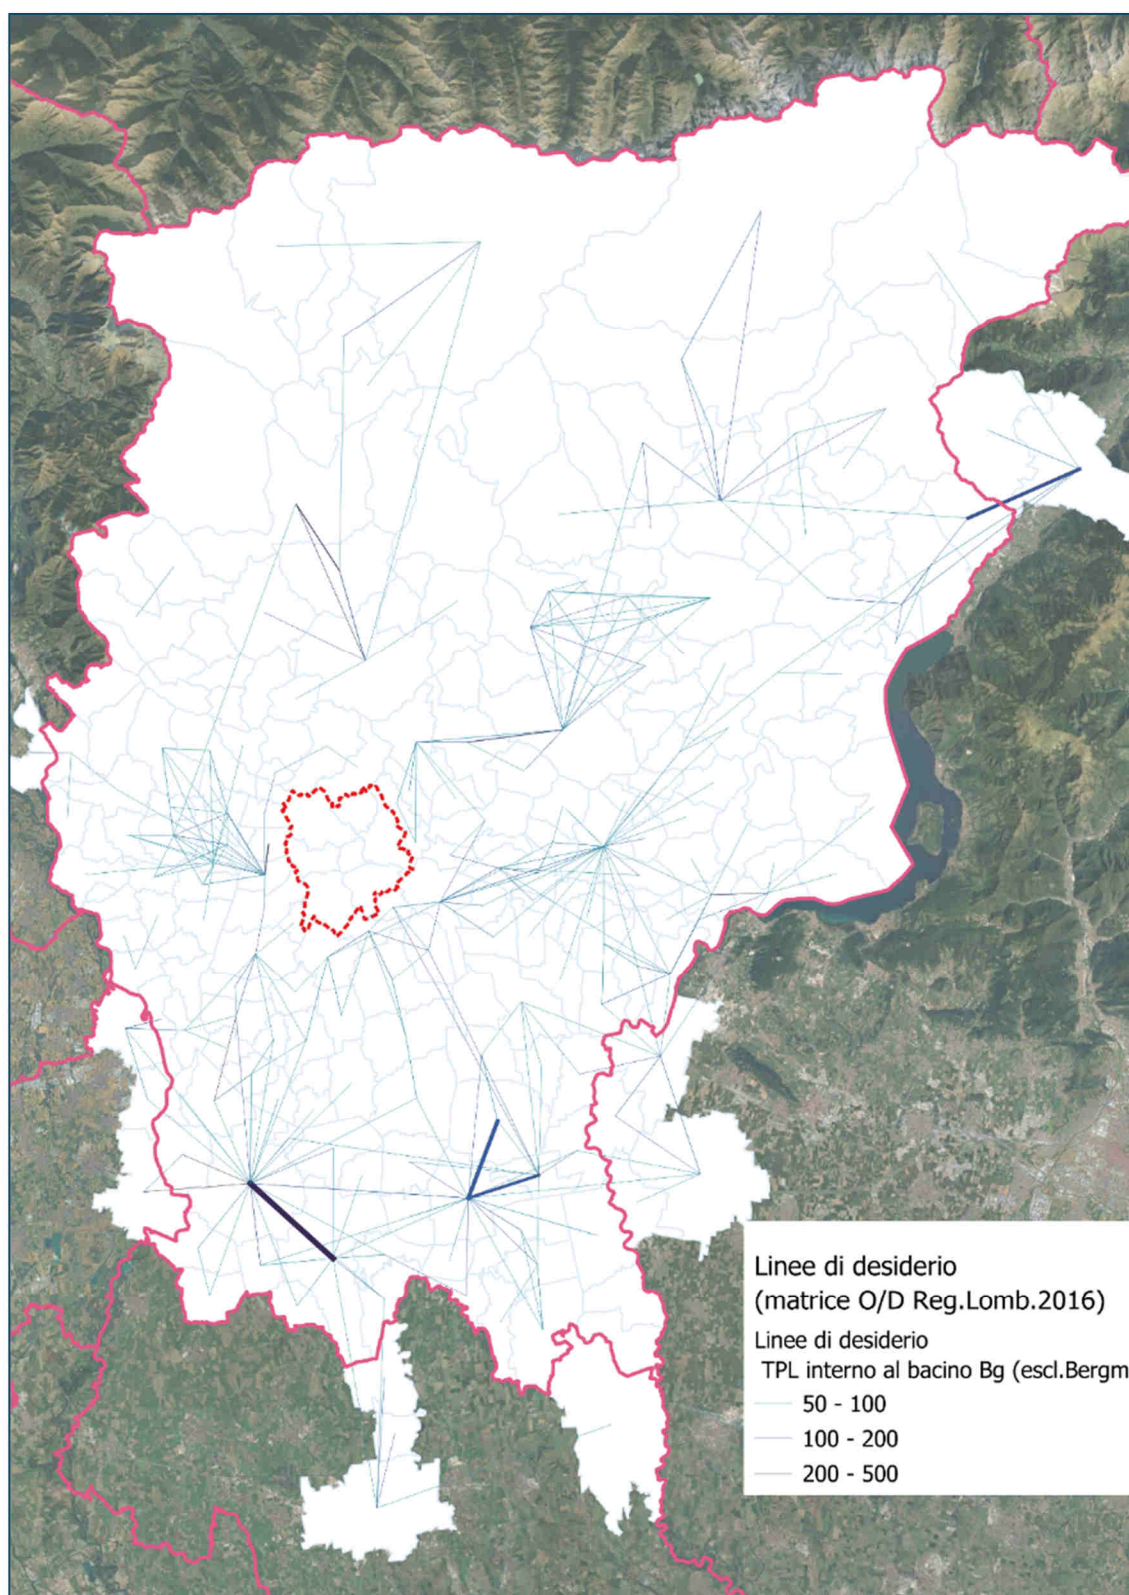 Linee di desiderio
(matrice O/D Reg.Lomb.2016)
Linee di desiderio
TPL interno al bacino Bg (escl.Bergm
50 - 100
100 - 200
200 - 500